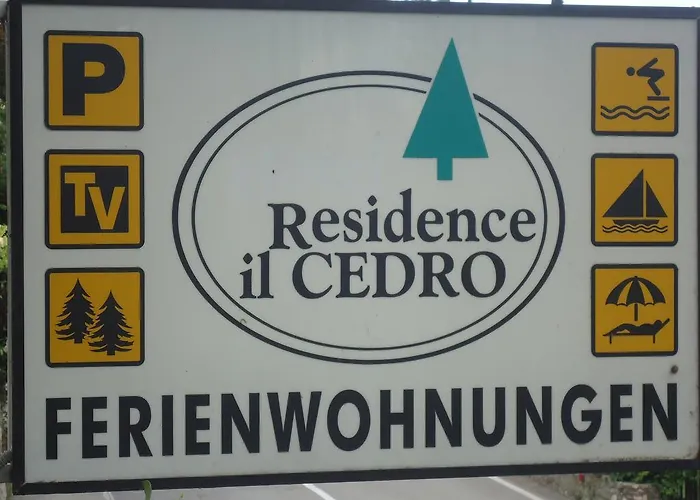 P
TV
Residence
il CEDRO
FERIENWOHNUNGEN